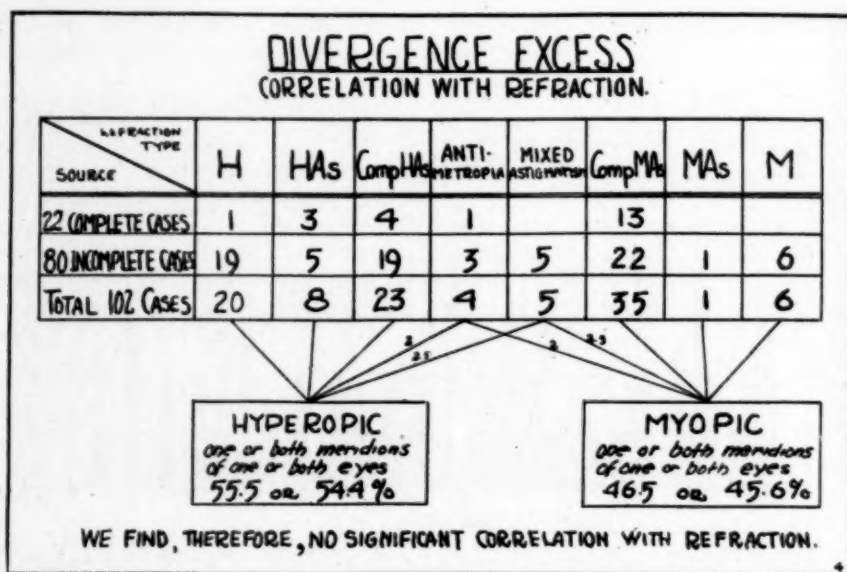 DIVERGENCE EXCESS
CORRELATION WITH REFRACTION.
REFRACTION TYPE
SOURCE
H HAs CompHAs ANTI-METROPIA MIXED ASTIGMATISM CompMAs MAs M
22 COMPLETE CASES 1 3 4 1 13
80 INCOMPLETE CASES 19 5 19 3 5 22 1 6
TOTAL 102 CASES 20 8 23 4 5 35 1 6
2 2.5 2 2.5
HYPEROPIC
one or both meridians
of one or both eyes
55.5 OR 54.4%
MYOPIC
one or both meridians
of one or both eyes
46.5 OR 45.6%
WE FIND, THEREFORE, NO SIGNIFICANT CORRELATION WITH REFRACTION.
4